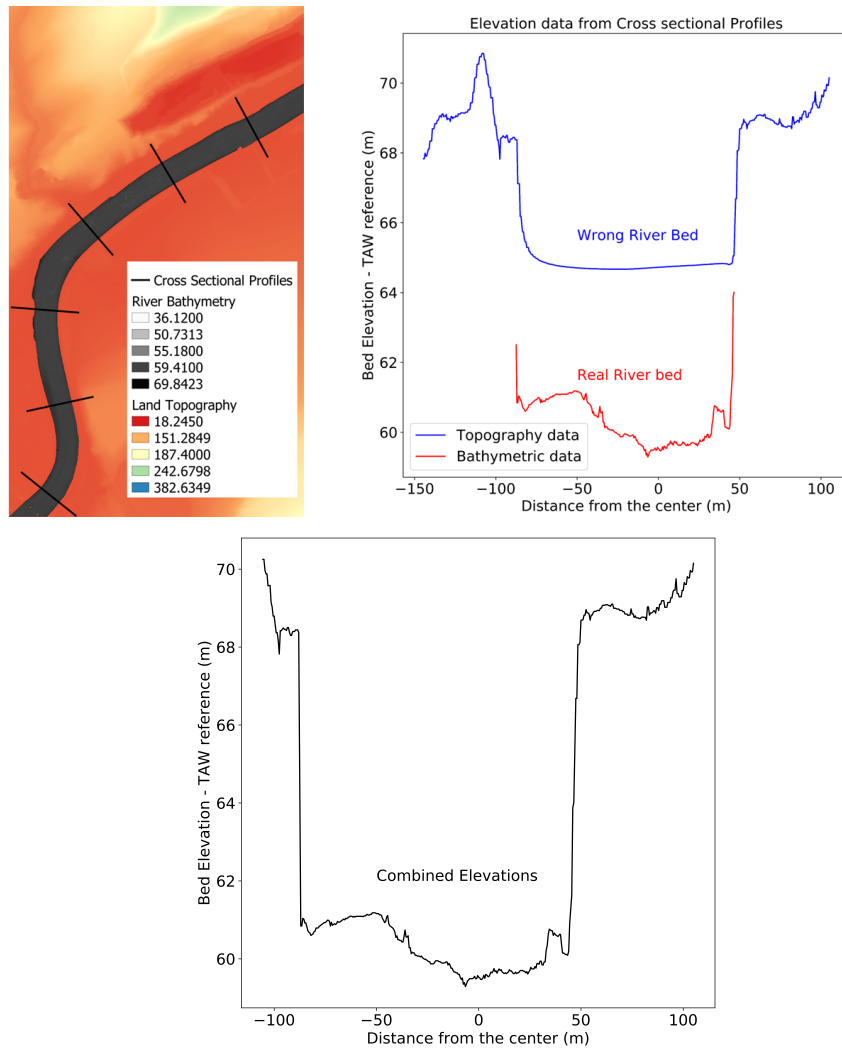 Cross Sectional Profiles
River Bathymetry
36.1200
50.7313
55.1800
59.4100
69.8423
Land Topography
18.2450
151.2849
187.4000
242.6798
382.6349
Elevation data from Cross sectional Profiles
Bed Elevation - TAW reference (m)
70
68
66
64
62
60
Wrong River Bed
Real River bed
Topography data
Bathymetric data
−150 −100 −50 0 50 100
Distance from the center (m)
Bed Elevation - TAW reference (m)
70
68
66
64
62
60
Combined Elevations
−100 −50 0 50 100
Distance from the center (m)